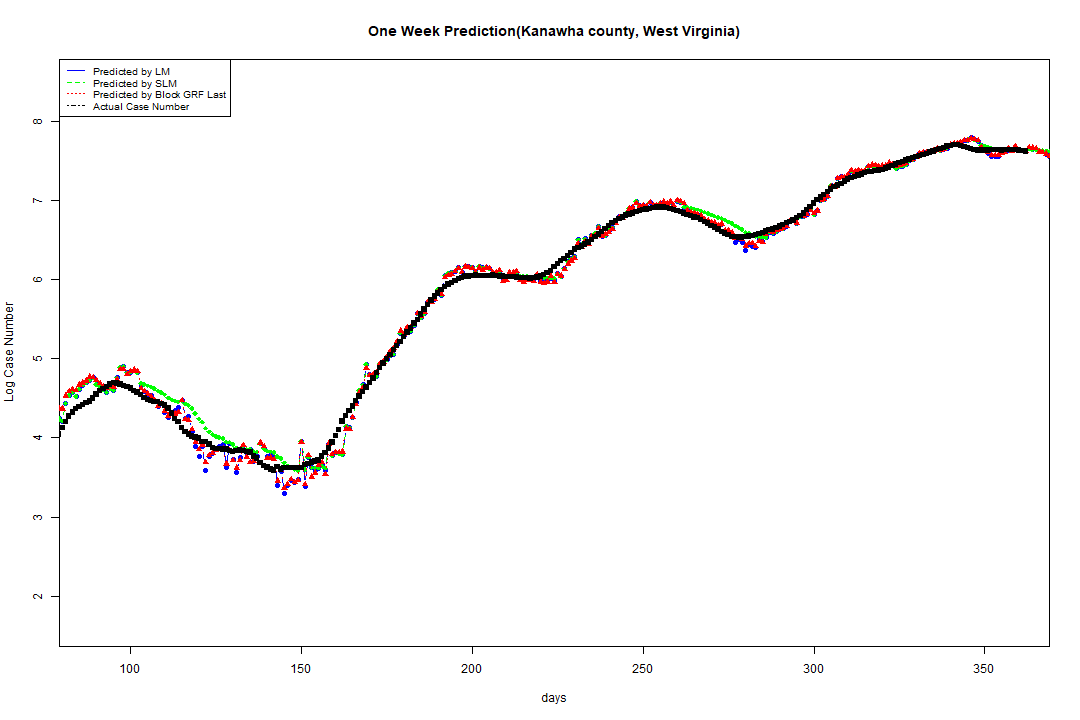 One Week Prediction(Kanawha county, West Virginia)
Predicted by LM
Predicted by SLM
Predicted by Block GRF Last
Actual Case Number
Log Case Number
8
7
6
5
4
3
2
100 150 200 250 300 350
days